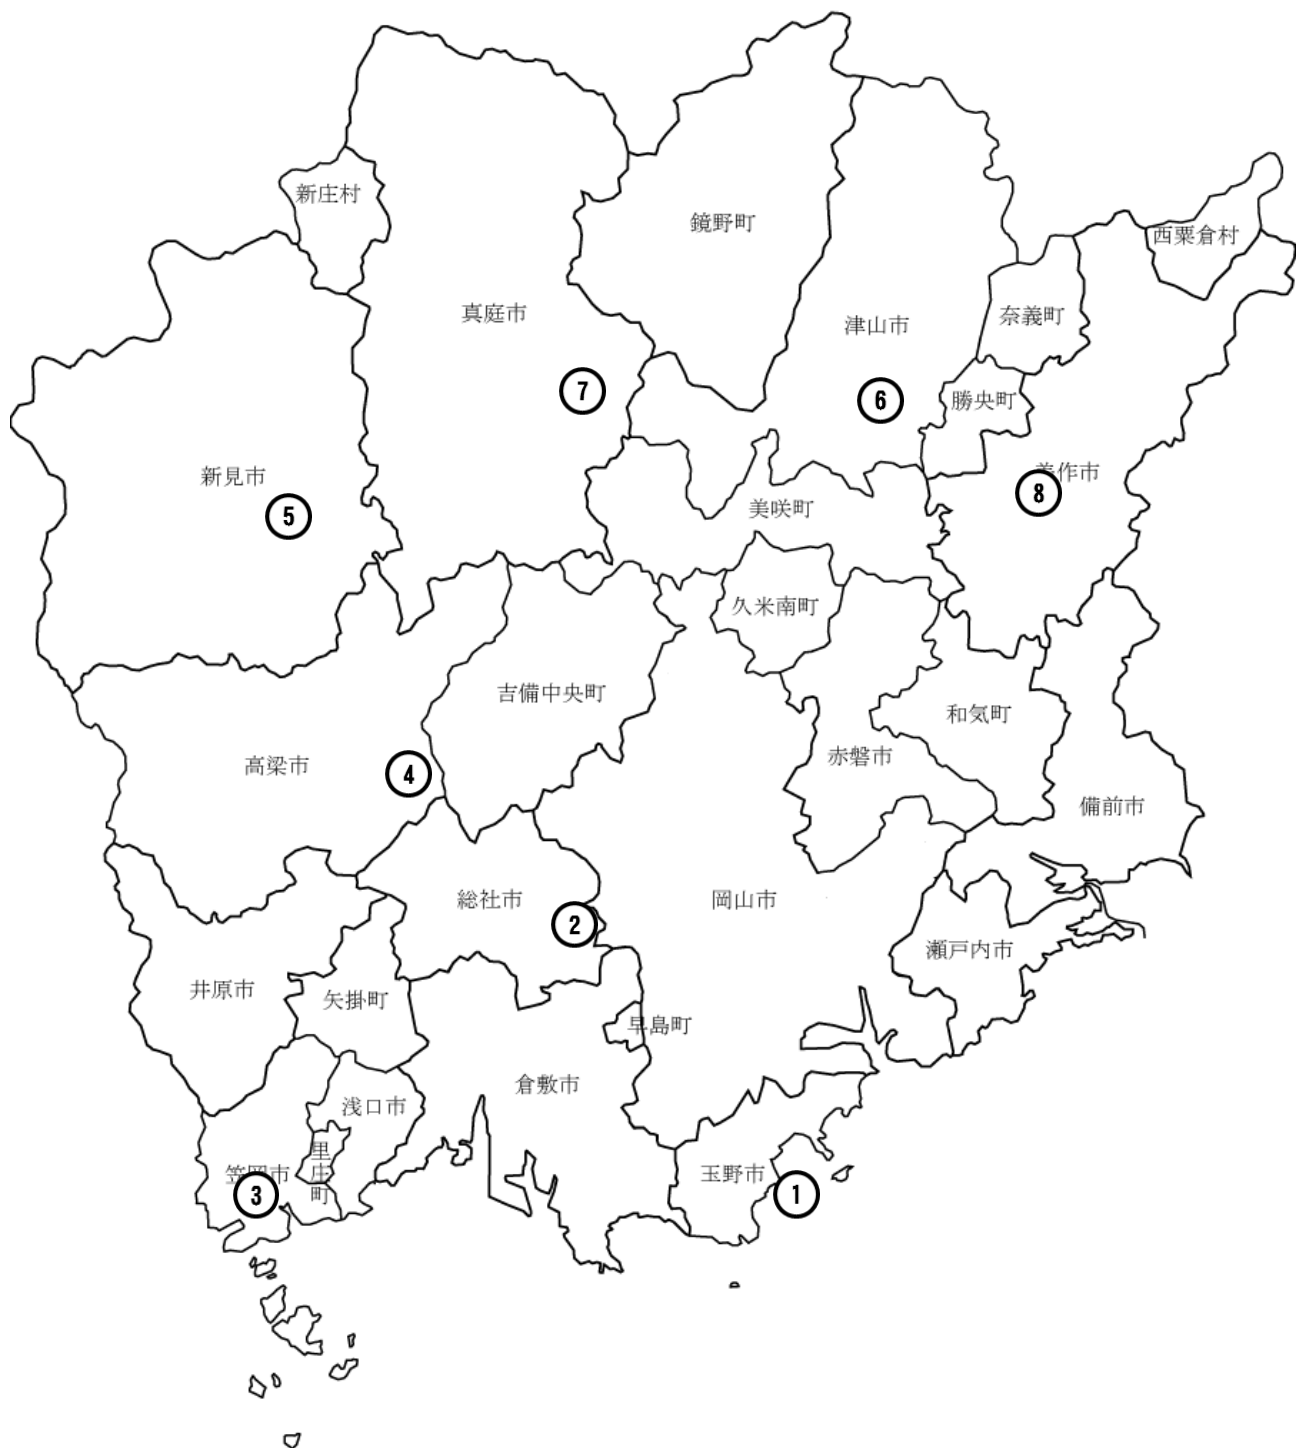 新庄村
鏡野町
西粟倉村
真庭市
奈義町
津山市
7
6
勝央町
新見市
美作市
8
5
美咲町
久米南町
吉備中央町
和気町
赤磐市
高梁市
4
備前市
総社市
岡山市
2
瀬戸内市
井原市
矢掛町
早島町
倉敷市
浅口市
里庄町
笠岡市
3
玉野市
1